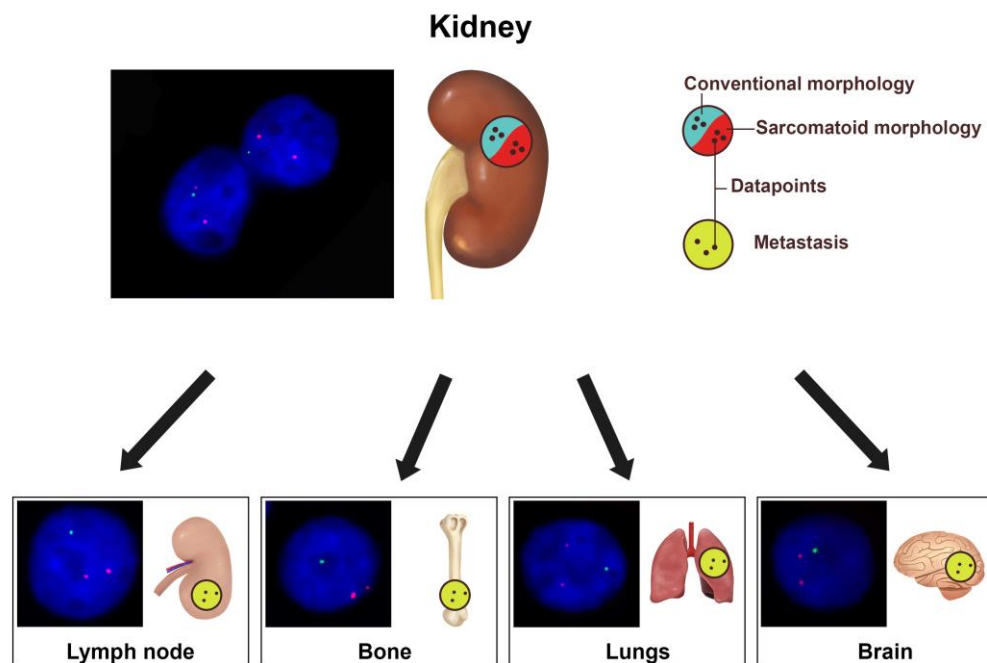 Kidney
Conventional morphology
Sarcomatoid morphology
Datapoints
Metastasis
Lymph node
Bone
Lungs
Brain